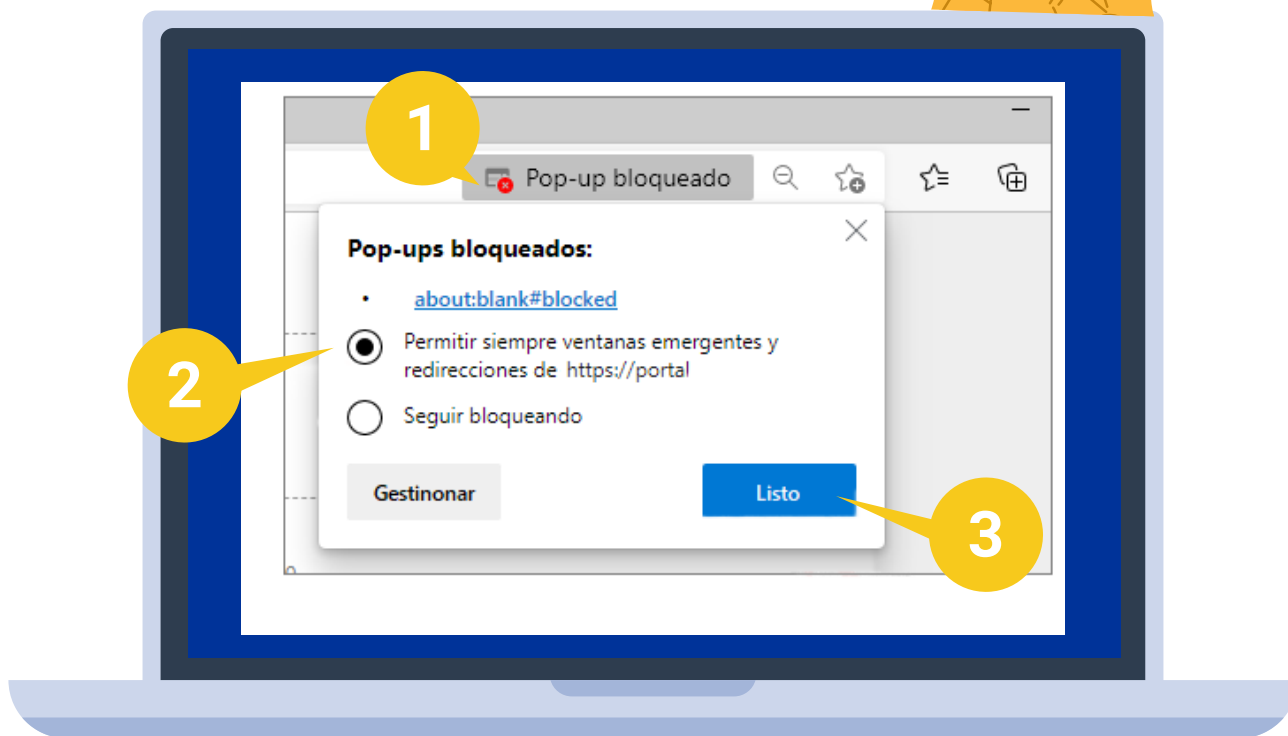 1
Pop-up bloqueado
Pop-ups bloqueados:
about:blank#blocked
2
Permitir siempre ventanas emergentes y
redirecciones de https://portal
Seguir bloqueando
Gestinonar
Listo
3